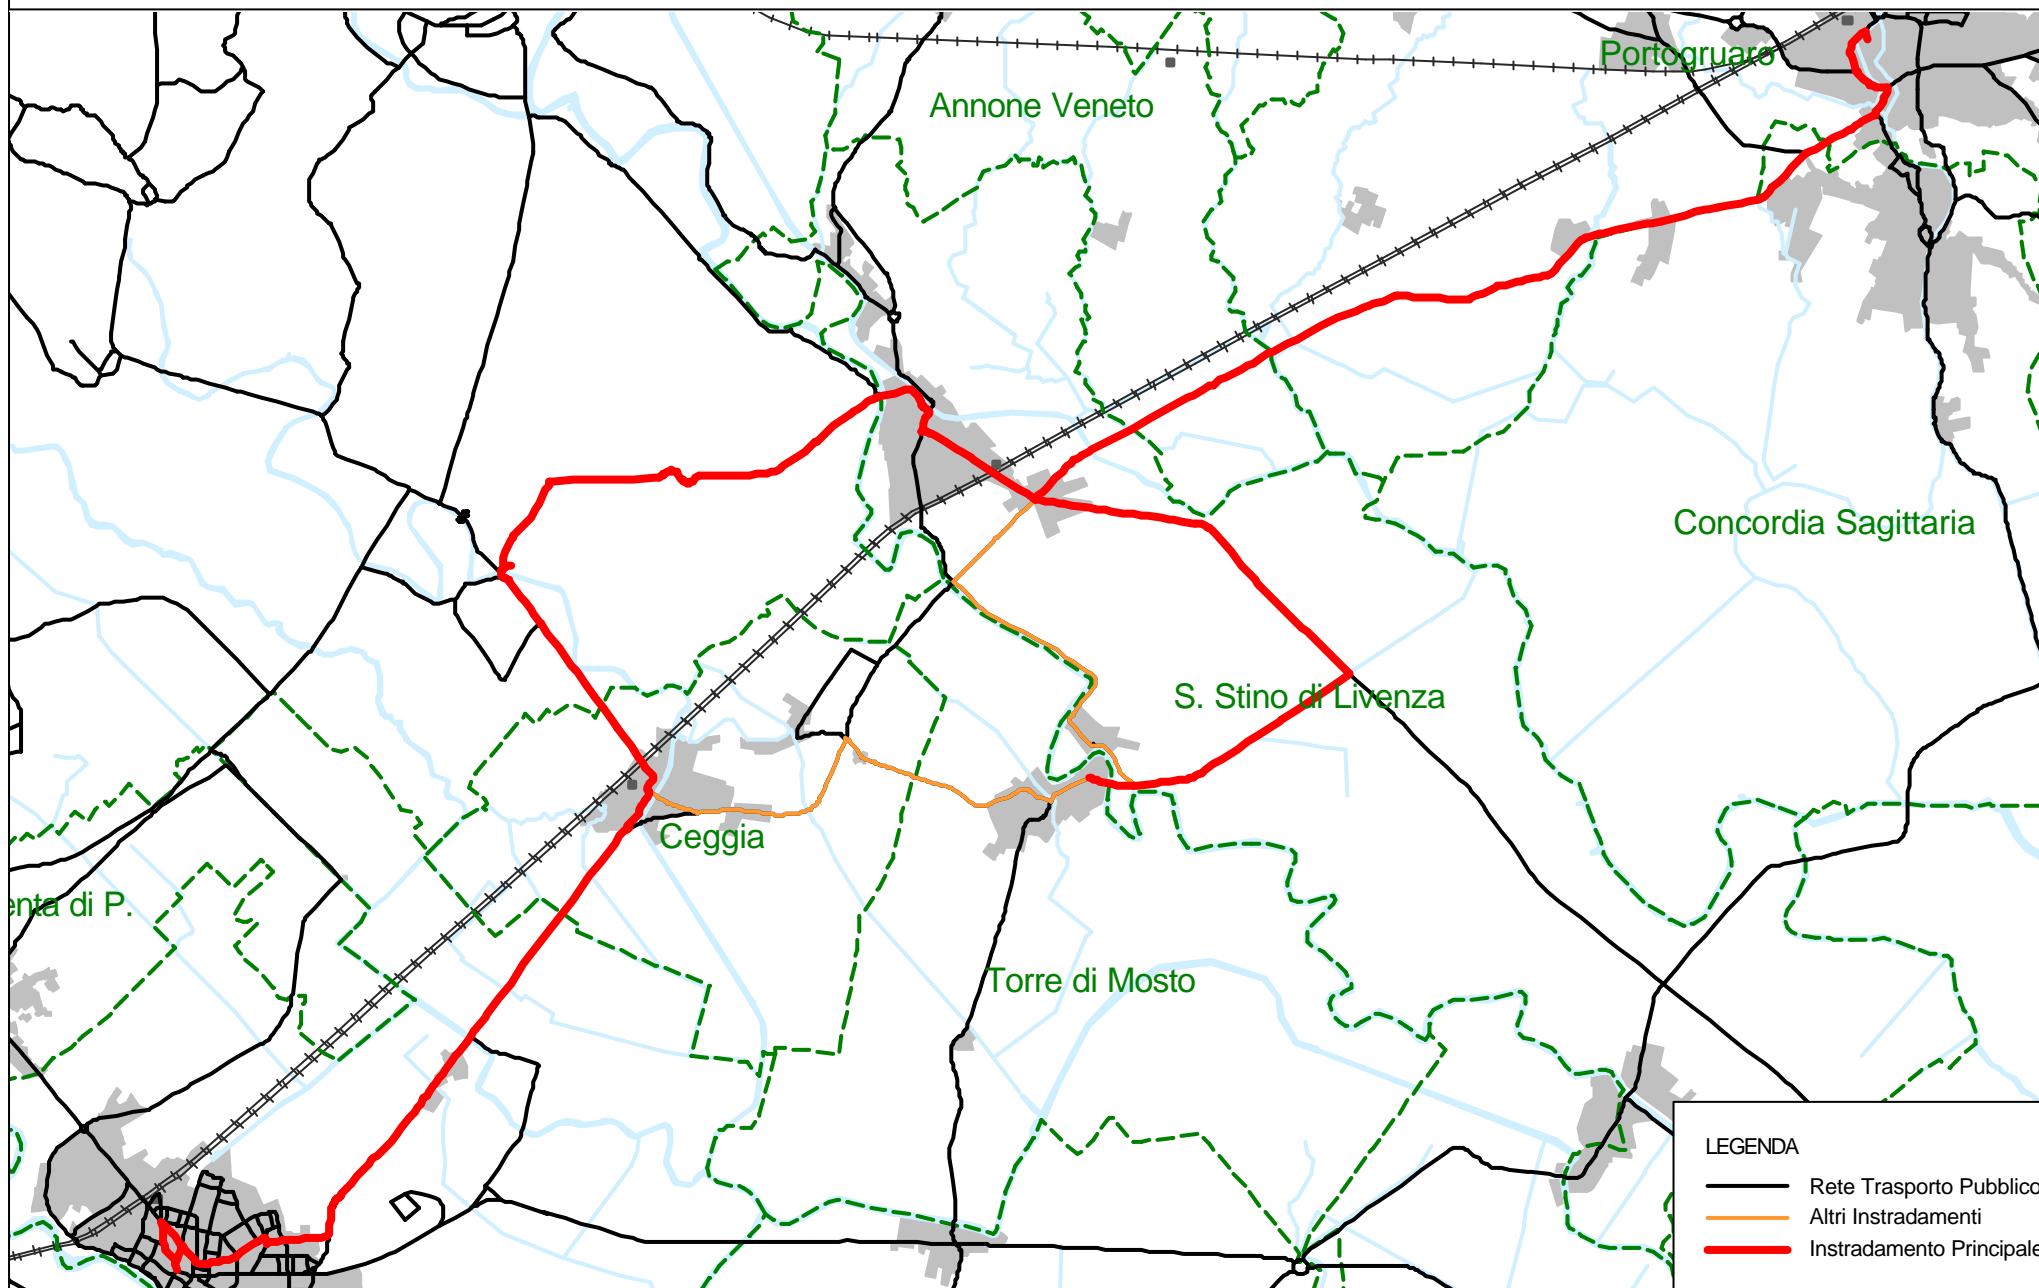 Portogruaro
Annone Veneto
Concordia Sagittaria
S. Stino di Livenza
Ceggia
enta di P.
Torre di Mosto
LEGENDA
Rete Trasporto Pubblico
Altri Instradamenti
Instradamento Principale